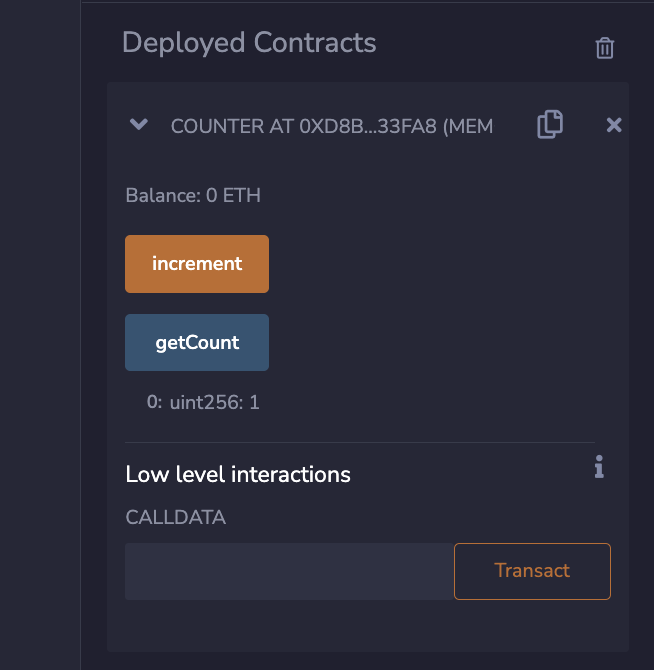 Deployed Contracts
COUNTER AT 0XD8B...33FA8 (MEM
Balance: 0 ETH
increment
getCount
0: uint256: 1
Low level interactions
CALLDATA
Transact